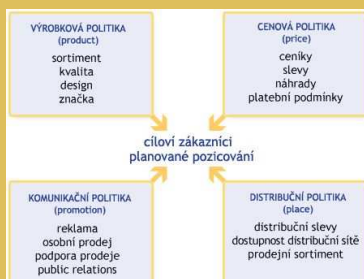 VÝROBKOVÁ POLITIKA
(product)
sortiment
kvalita
design
značka
CENOVÁ POLITIKA
(price)
ceníky
slevy
náhrady
platební podmínky
cíloví zákazníci
planované pozicování
KOMUNIKAČNÍ POLITIKA
(promotion)
reklama
osobní prodej
podpora prodeje
public relations
DISTRIBUČNÍ POLITIKA
(place)
distribuční slevy
dostupnost distribuční sítě
prodejní sortiment